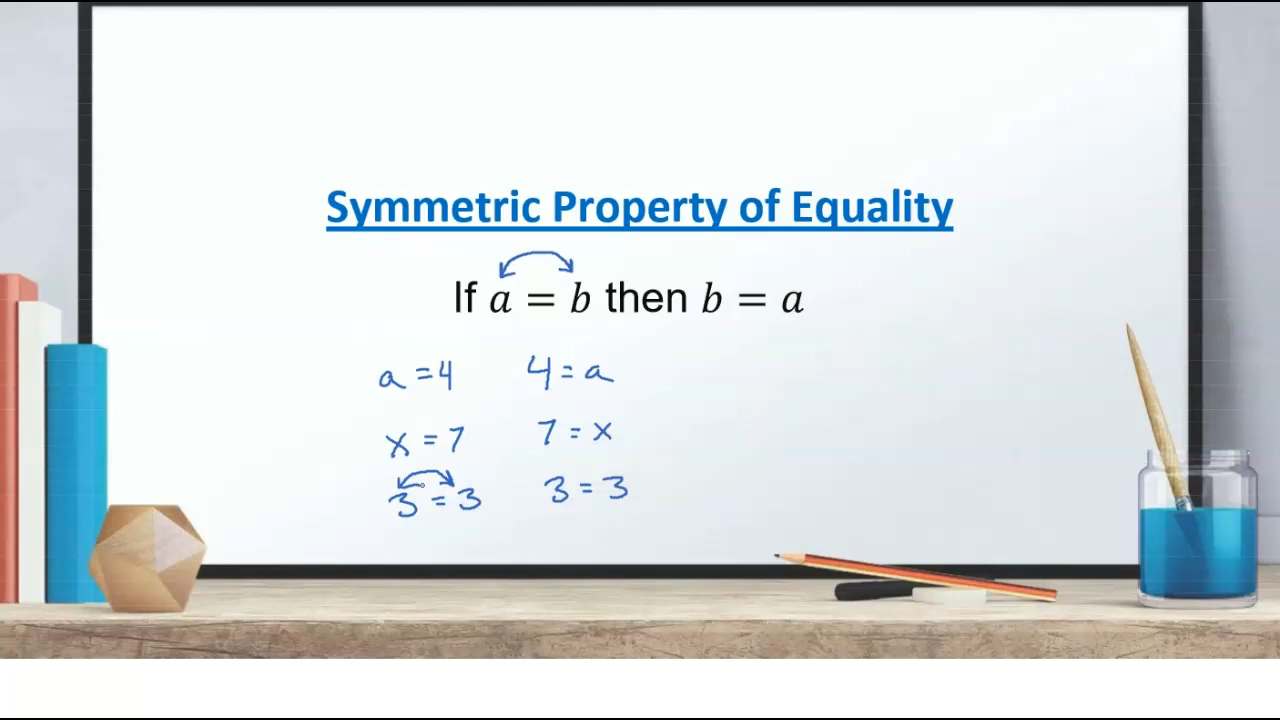 Symmetric Property of Equality
If a = b then b = a
a = 4 4 = a
x = 7 7 = x
3 = 3 3 = 3